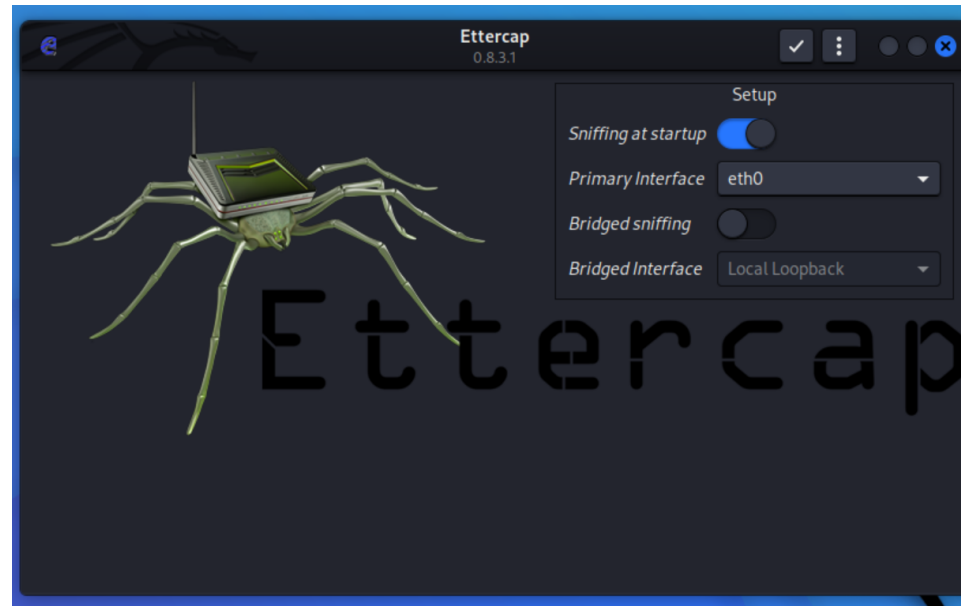 Ettercap
0.8.3.1
Setup
Sniffing at startup
Primary Interface eth0
Bridged sniffing
Bridged Interface Local Loopback
Ettercap